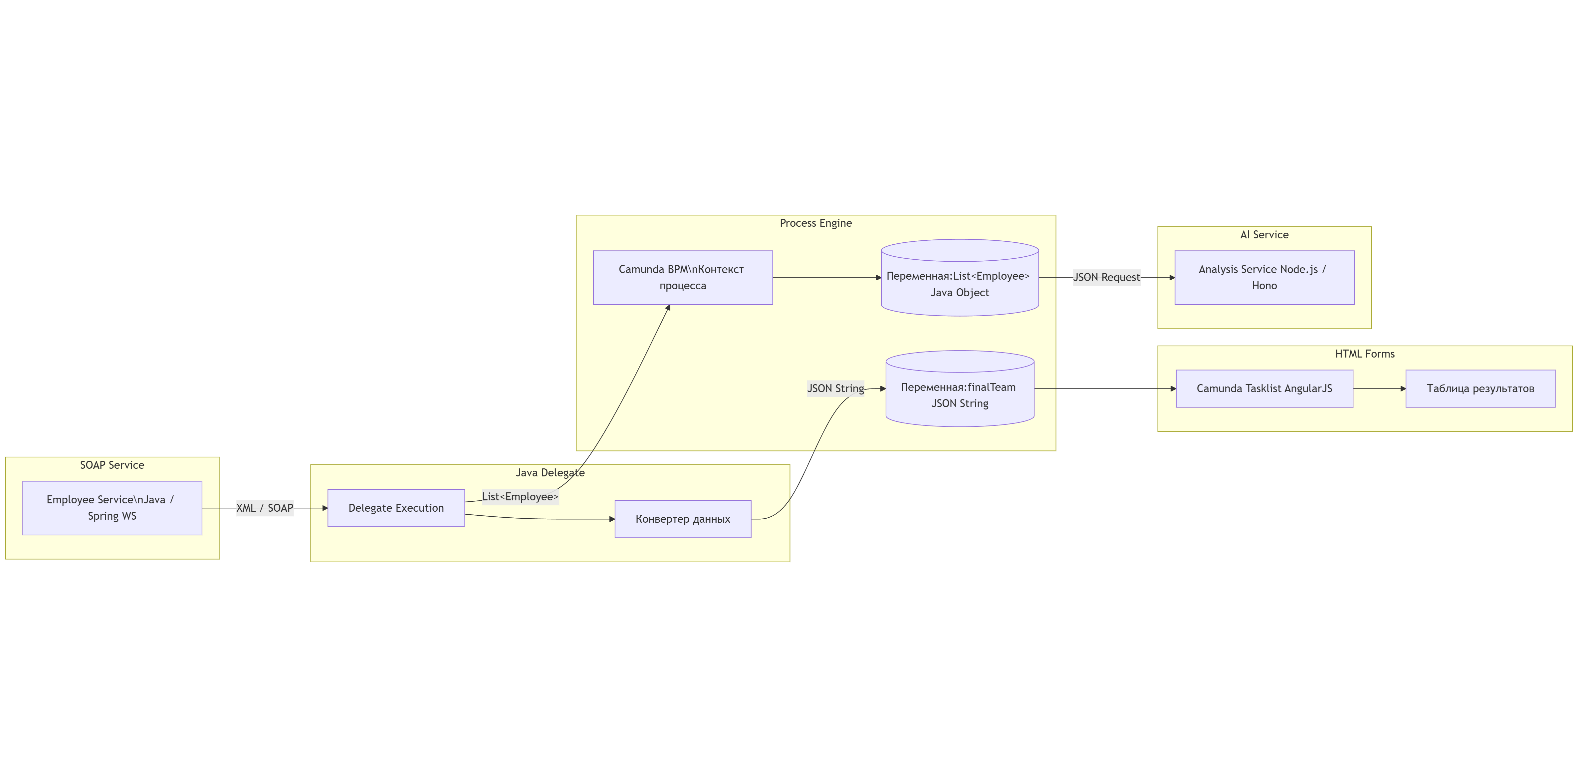 Process Engine
Camunda BPM\nКонтекст
процесса
Переменная:List<Employee>
Java Object
JSON Request
AI Service
Analysis Service Node.js /
Hono
JSON String
Переменная:finalTeam
JSON String
HTML Forms
Camunda Tasklist AngularJS
Таблица результатов
SOAP Service
Employee Service\nJava /
Spring WS
XML / SOAP
Java Delegate
Delegate Execution
List<Employee>
Конвертер данных